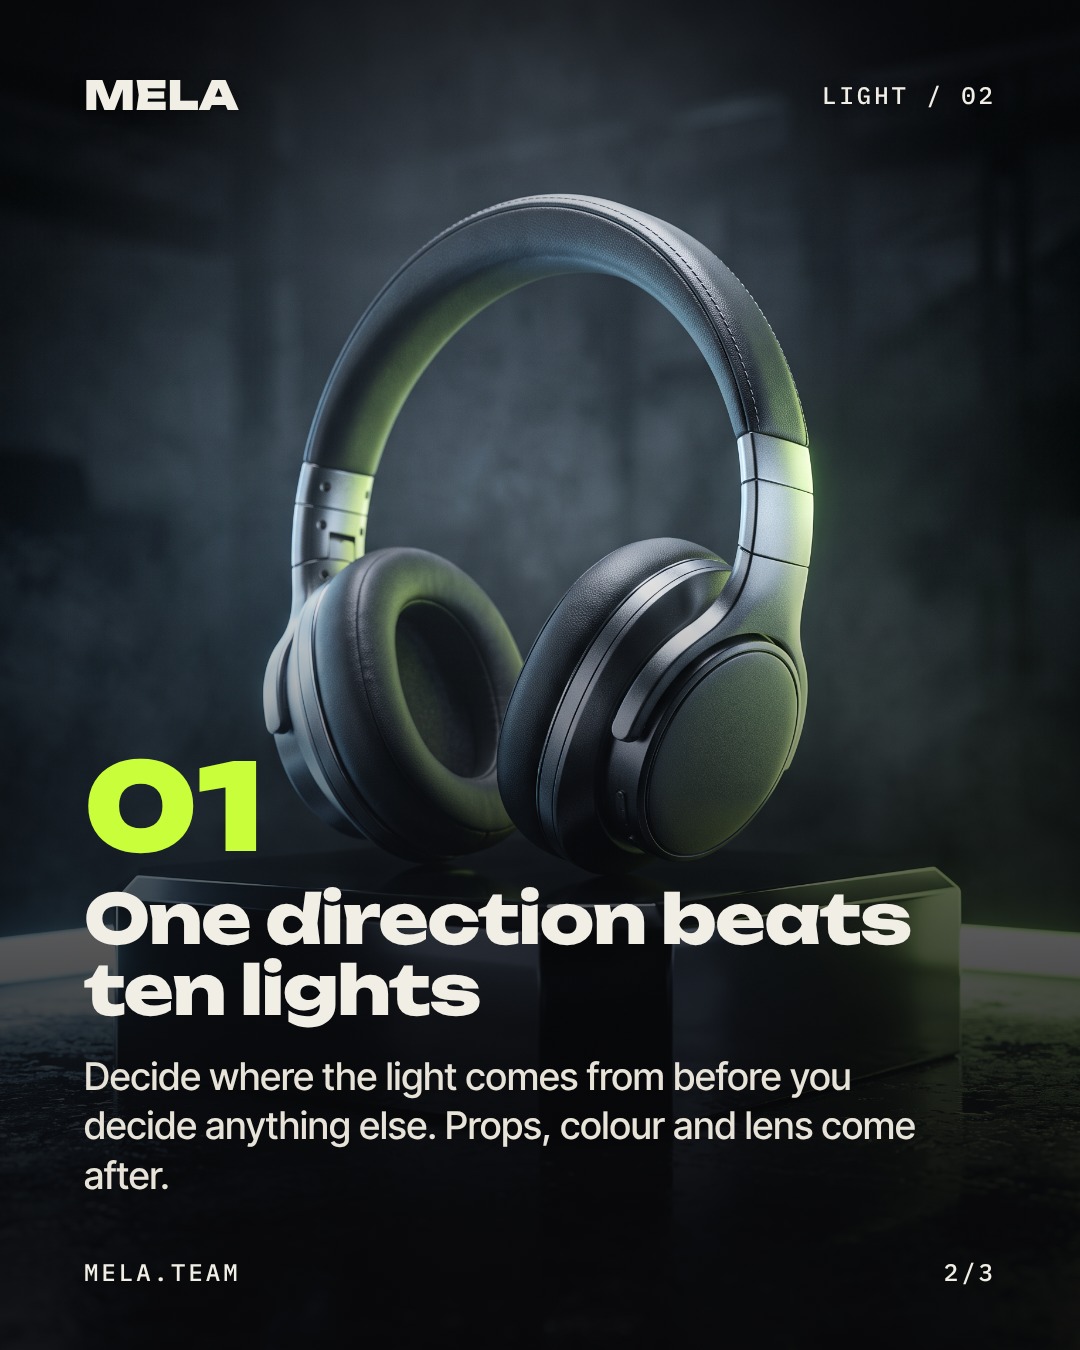 MELA
LIGHT / 02
01
One direction beats
ten lights
Decide where the light comes from before you
decide anything else. Props, colour and lens come
after.
MELA.TEAM
2/3